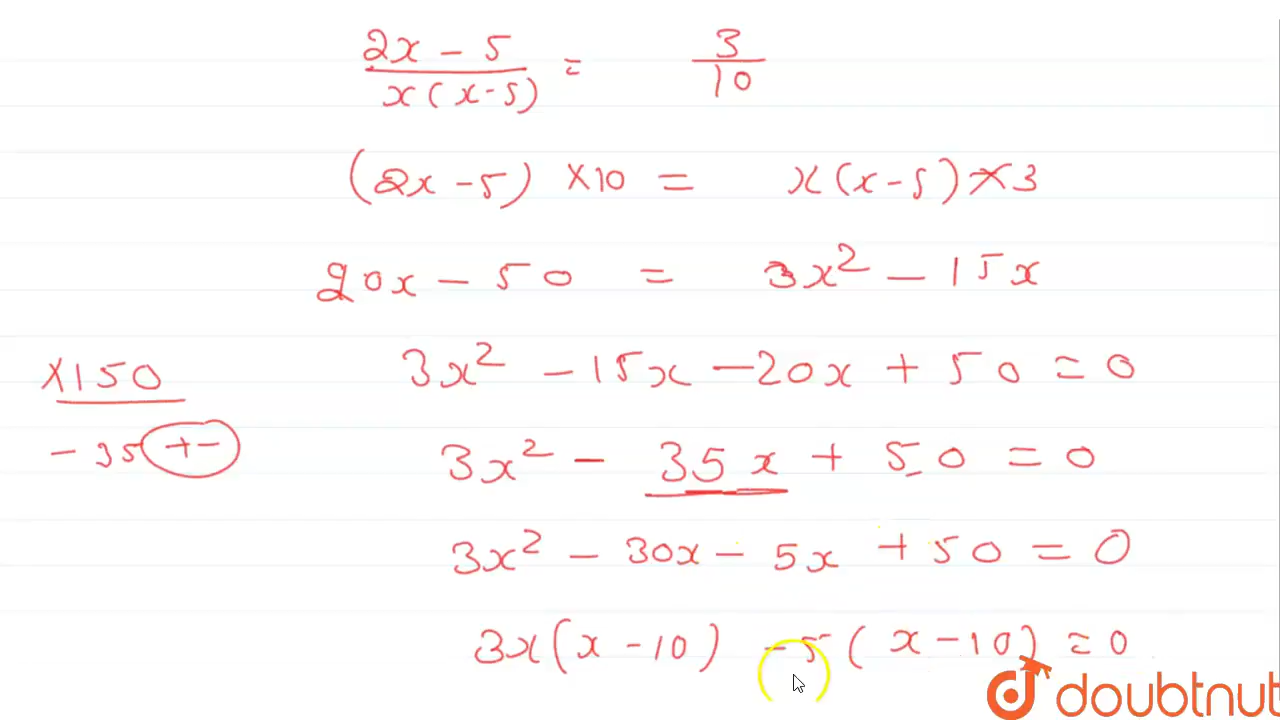 2x - 5 / x(x-5) = 3 / 10
(2x - 5) ×10 = x(x-5) × 3
20x - 50 = 3x² - 15x
×150
3x² - 15x - 20x + 50 = 0
- 35 + -
3x² - 35x + 50 = 0
3x² - 30x - 5x + 50 = 0
3x(x - 10) - 5(x - 10) = 0
doubtnut